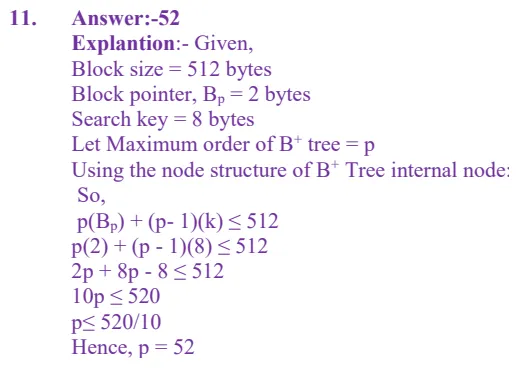 11. Answer:-52
Explantion:- Given,
Block size = 512 bytes
Block pointer, Bₚ = 2 bytes
Search key = 8 bytes
Let Maximum order of B⁺ tree = p
Using the node structure of B⁺ Tree internal node:
So,
p(Bₚ) + (p- 1)(k) ≤ 512
p(2) + (p - 1)(8) ≤ 512
2p + 8p - 8 ≤ 512
10p ≤ 520
p≤ 520/10
Hence, p = 52